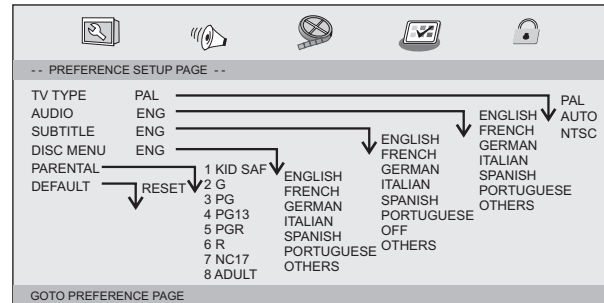 - - PREFERENCE SETUP PAGE - -
TV TYPE PAL
AUDIO ENG
SUBTITLE ENG
DISC MENU ENG
PARENTAL
DEFAULT RESET
1 KID SAF
2 G
3 PG
4 PG13
5 PGR
6 R
7 NC17
8 ADULT
ENGLISH
FRENCH
GERMAN
ITALIAN
SPANISH
PORTUGUESE
OTHERS
ENGLISH
FRENCH
GERMAN
ITALIAN
SPANISH
PORTUGUESE
OFF
OTHERS
ENGLISH
FRENCH
GERMAN
ITALIAN
SPANISH
PORTUGUESE
OTHERS
PAL
AUTO
NTSC
GOTO PREFERENCE PAGE